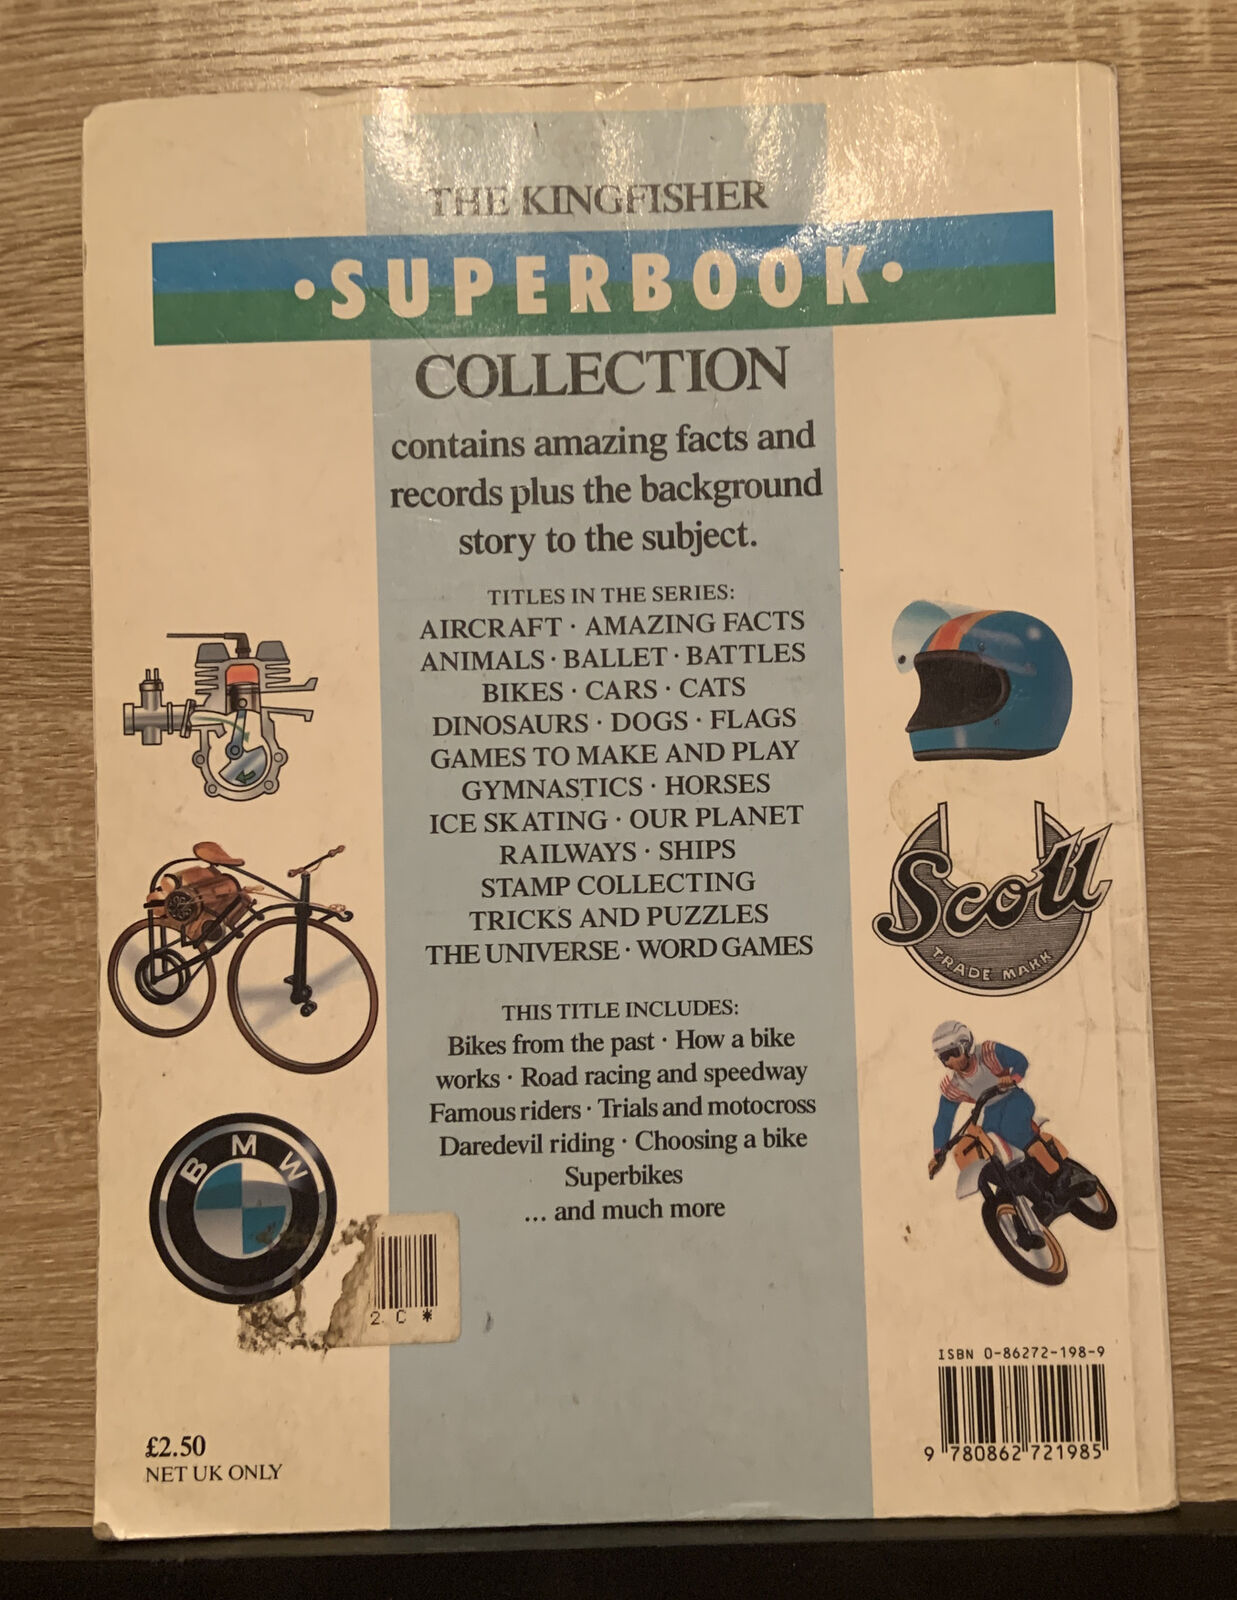 THE KINGFISHER
•SUPERBOOK•
COLLECTION
contains amazing facts and
records plus the background
story to the subject.
TITLES IN THE SERIES:
AIRCRAFT · AMAZING FACTS
ANIMALS · BALLET · BATTLES
BIKES · CARS · CATS
DINOSAURS · DOGS · FLAGS
GAMES TO MAKE AND PLAY
GYMNASTICS · HORSES
ICE SKATING · OUR PLANET
RAILWAYS · SHIPS
STAMP COLLECTING
TRICKS AND PUZZLES
THE UNIVERSE · WORD GAMES
THIS TITLE INCLUDES:
Bikes from the past · How a bike
works · Road racing and speedway
Famous riders · Trials and motocross
Daredevil riding · Choosing a bike
Superbikes
... and much more
Scott
TRADE MARK
BMW
2 C *
£2.50
NET UK ONLY
ISBN 0-86272-198-9
9 780862 721985